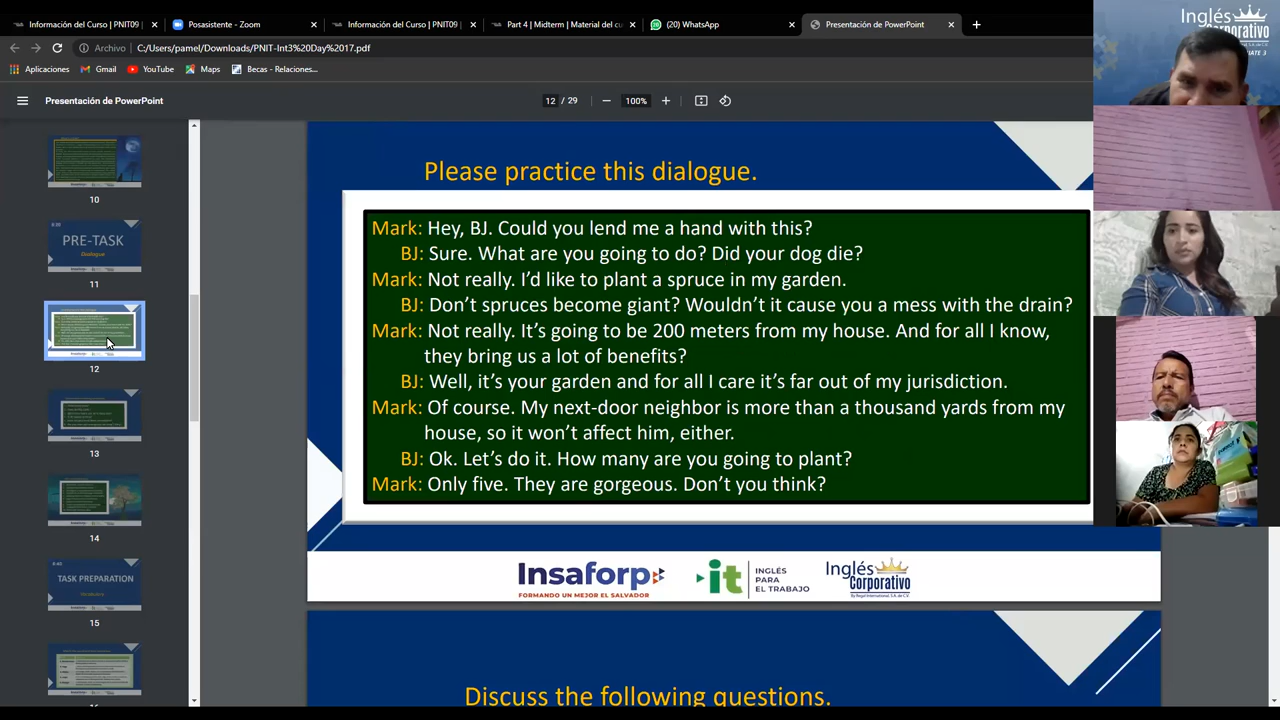 Información del Curso | PNIT09
Posasistente - Zoom
Información del Curso | PNIT09
Part 4 | Midterm | Material del cu
(20) WhatsApp
Presentación de PowerPoint
Archivo
C:/Users/pamel/Downloads/PNIT-Int3%20Day%2017.pdf
Aplicaciones
Gmail
YouTube
Maps
Becas - Relaciones...
Presentación de PowerPoint
12 / 29
100%
Inglés
Corporativo
10
PRE-TASK
Dialogue
11
12
13
14
TASK PREPARATION
Vocabulary
15
Please practice this dialogue.
Mark: Hey, BJ. Could you lend me a hand with this?
BJ: Sure. What are you going to do? Did your dog die?
Mark: Not really. I’d like to plant a spruce in my garden.
BJ: Don’t spruces become giant? Wouldn’t it cause you a mess with the drain?
Mark: Not really. It’s going to be 200 meters from my house. And for all I know,
they bring us a lot of benefits?
BJ: Well, it’s your garden and for all I care it’s far out of my jurisdiction.
Mark: Of course. My next-door neighbor is more than a thousand yards from my
house, so it won’t affect him, either.
BJ: Ok. Let’s do it. How many are you going to plant?
Mark: Only five. They are gorgeous. Don’t you think?
Insaforp
FORMANDO UN MEJOR EL SALVADOR
it
INGLÉS
PARA
EL TRABAJO
Inglés
Corporativo
Discuss the following questions.